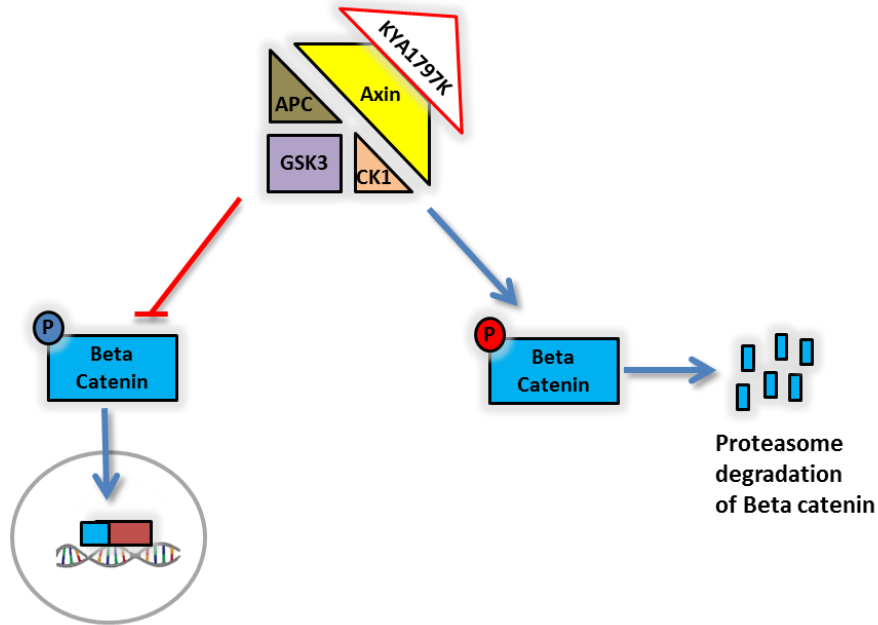 KYA1797K
Axin
APC
GSK3
CK1
P
Beta
Catenin
P
Beta
Catenin
Proteasome
degradation
of Beta catenin